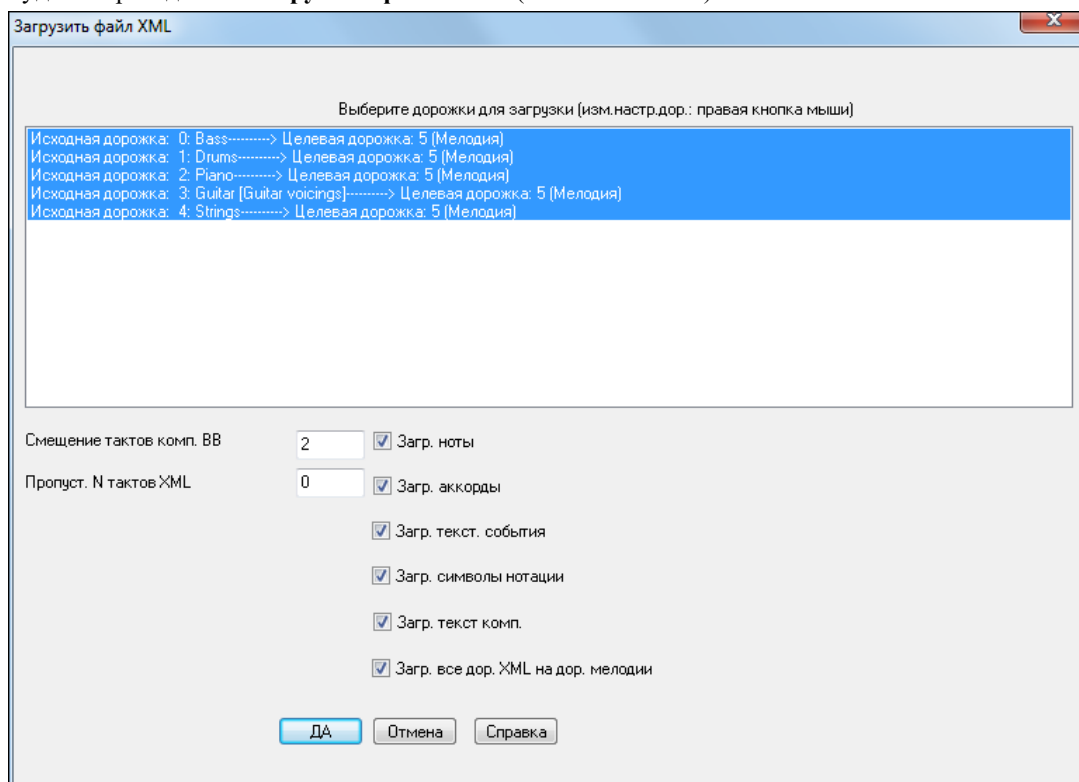 Загрузить файл XML
Выберите дорожки для загрузки (изм.настр.дор.: правая кнопка мыши)
Исходная дорожка: 0: Bass----------> Целевая дорожка: 5 (Мелодия)
Исходная дорожка: 1: Drums----------> Целевая дорожка: 5 (Мелодия)
Исходная дорожка: 2: Piano----------> Целевая дорожка: 5 (Мелодия)
Исходная дорожка: 3: Guitar [Guitar voicings]----------> Целевая дорожка: 5 (Мелодия)
Исходная дорожка: 4: Strings----------> Целевая дорожка: 5 (Мелодия)
Смещение тактов комп. BB 2 Загр. ноты
Пропуст. N тактов XML 0 Загр. аккорды
Загр. текст. события
Загр. символы нотации
Загр. текст комп.
Загр. все дор. XML на дор. мелодии
ДА Отмена Справка